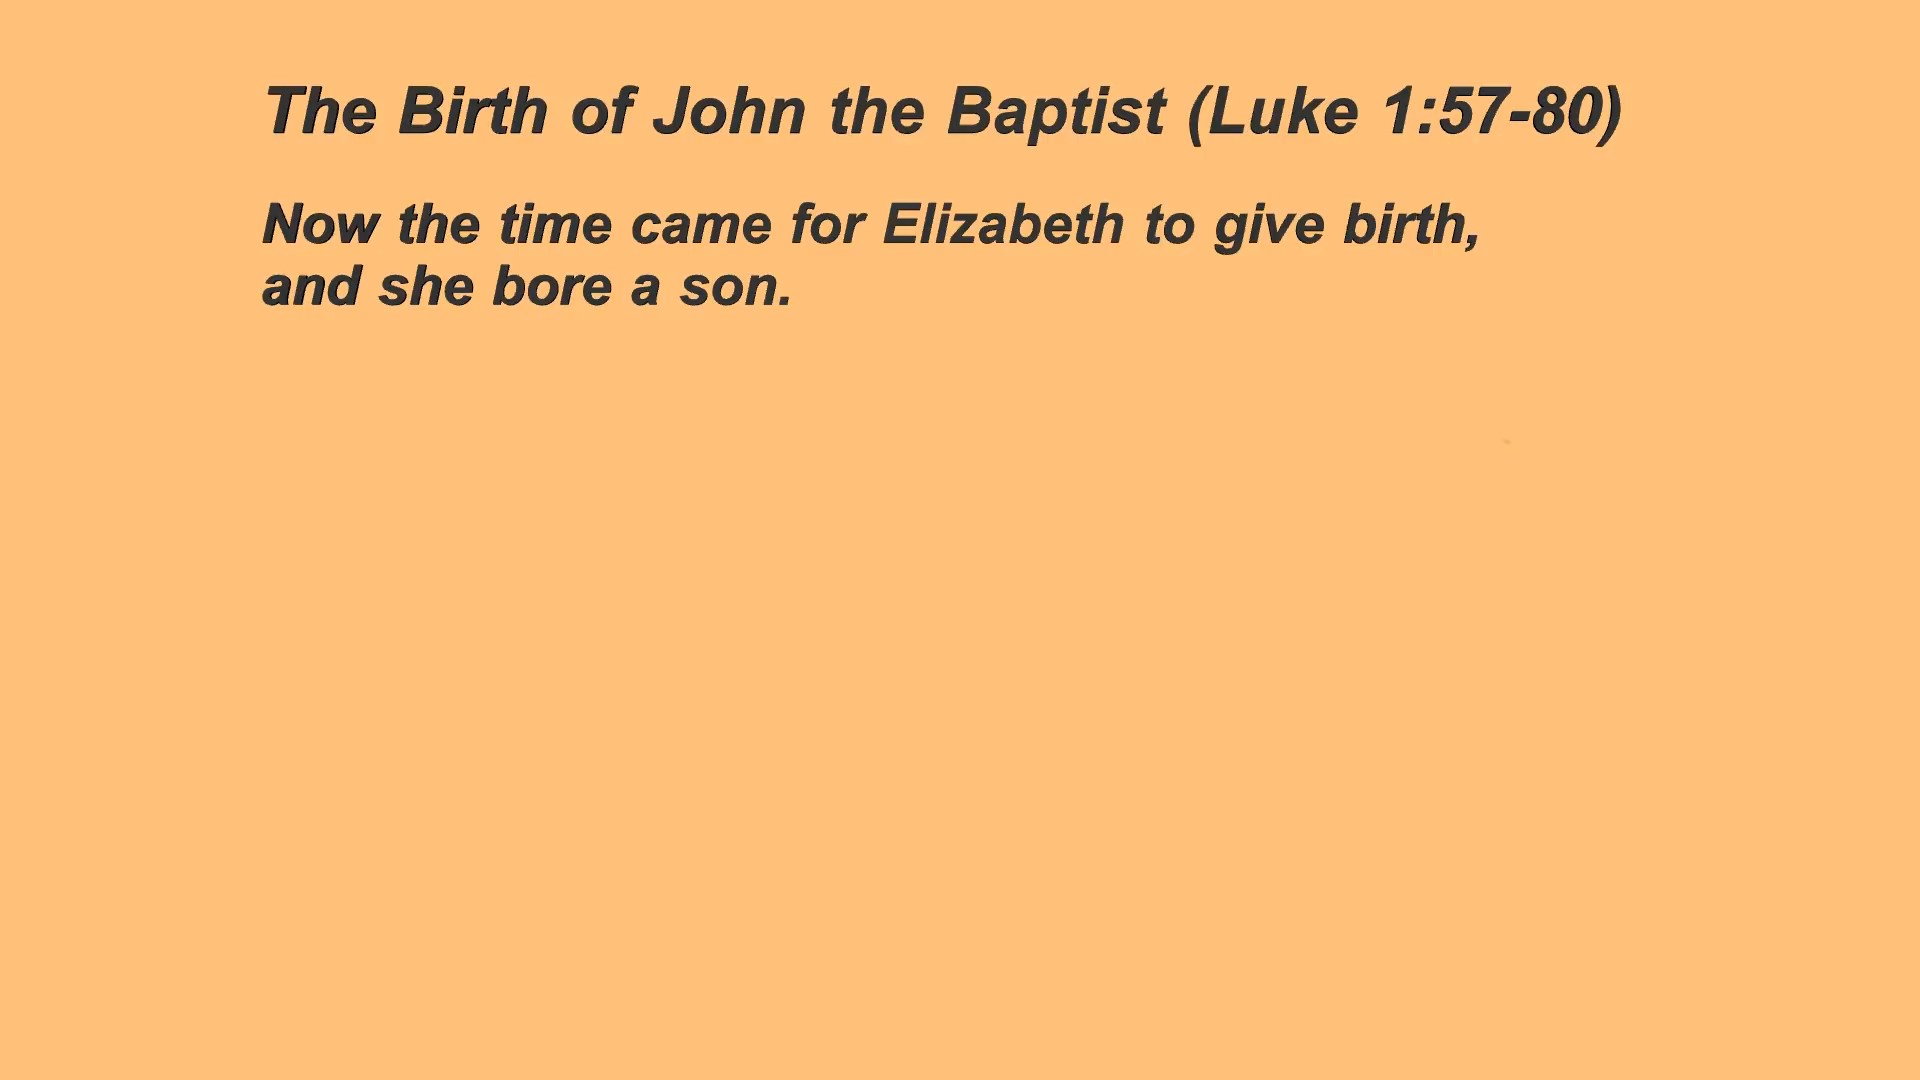 The Birth of John the Baptist (Luke 1:57-80)
Now the time came for Elizabeth to give birth,
and she bore a son.